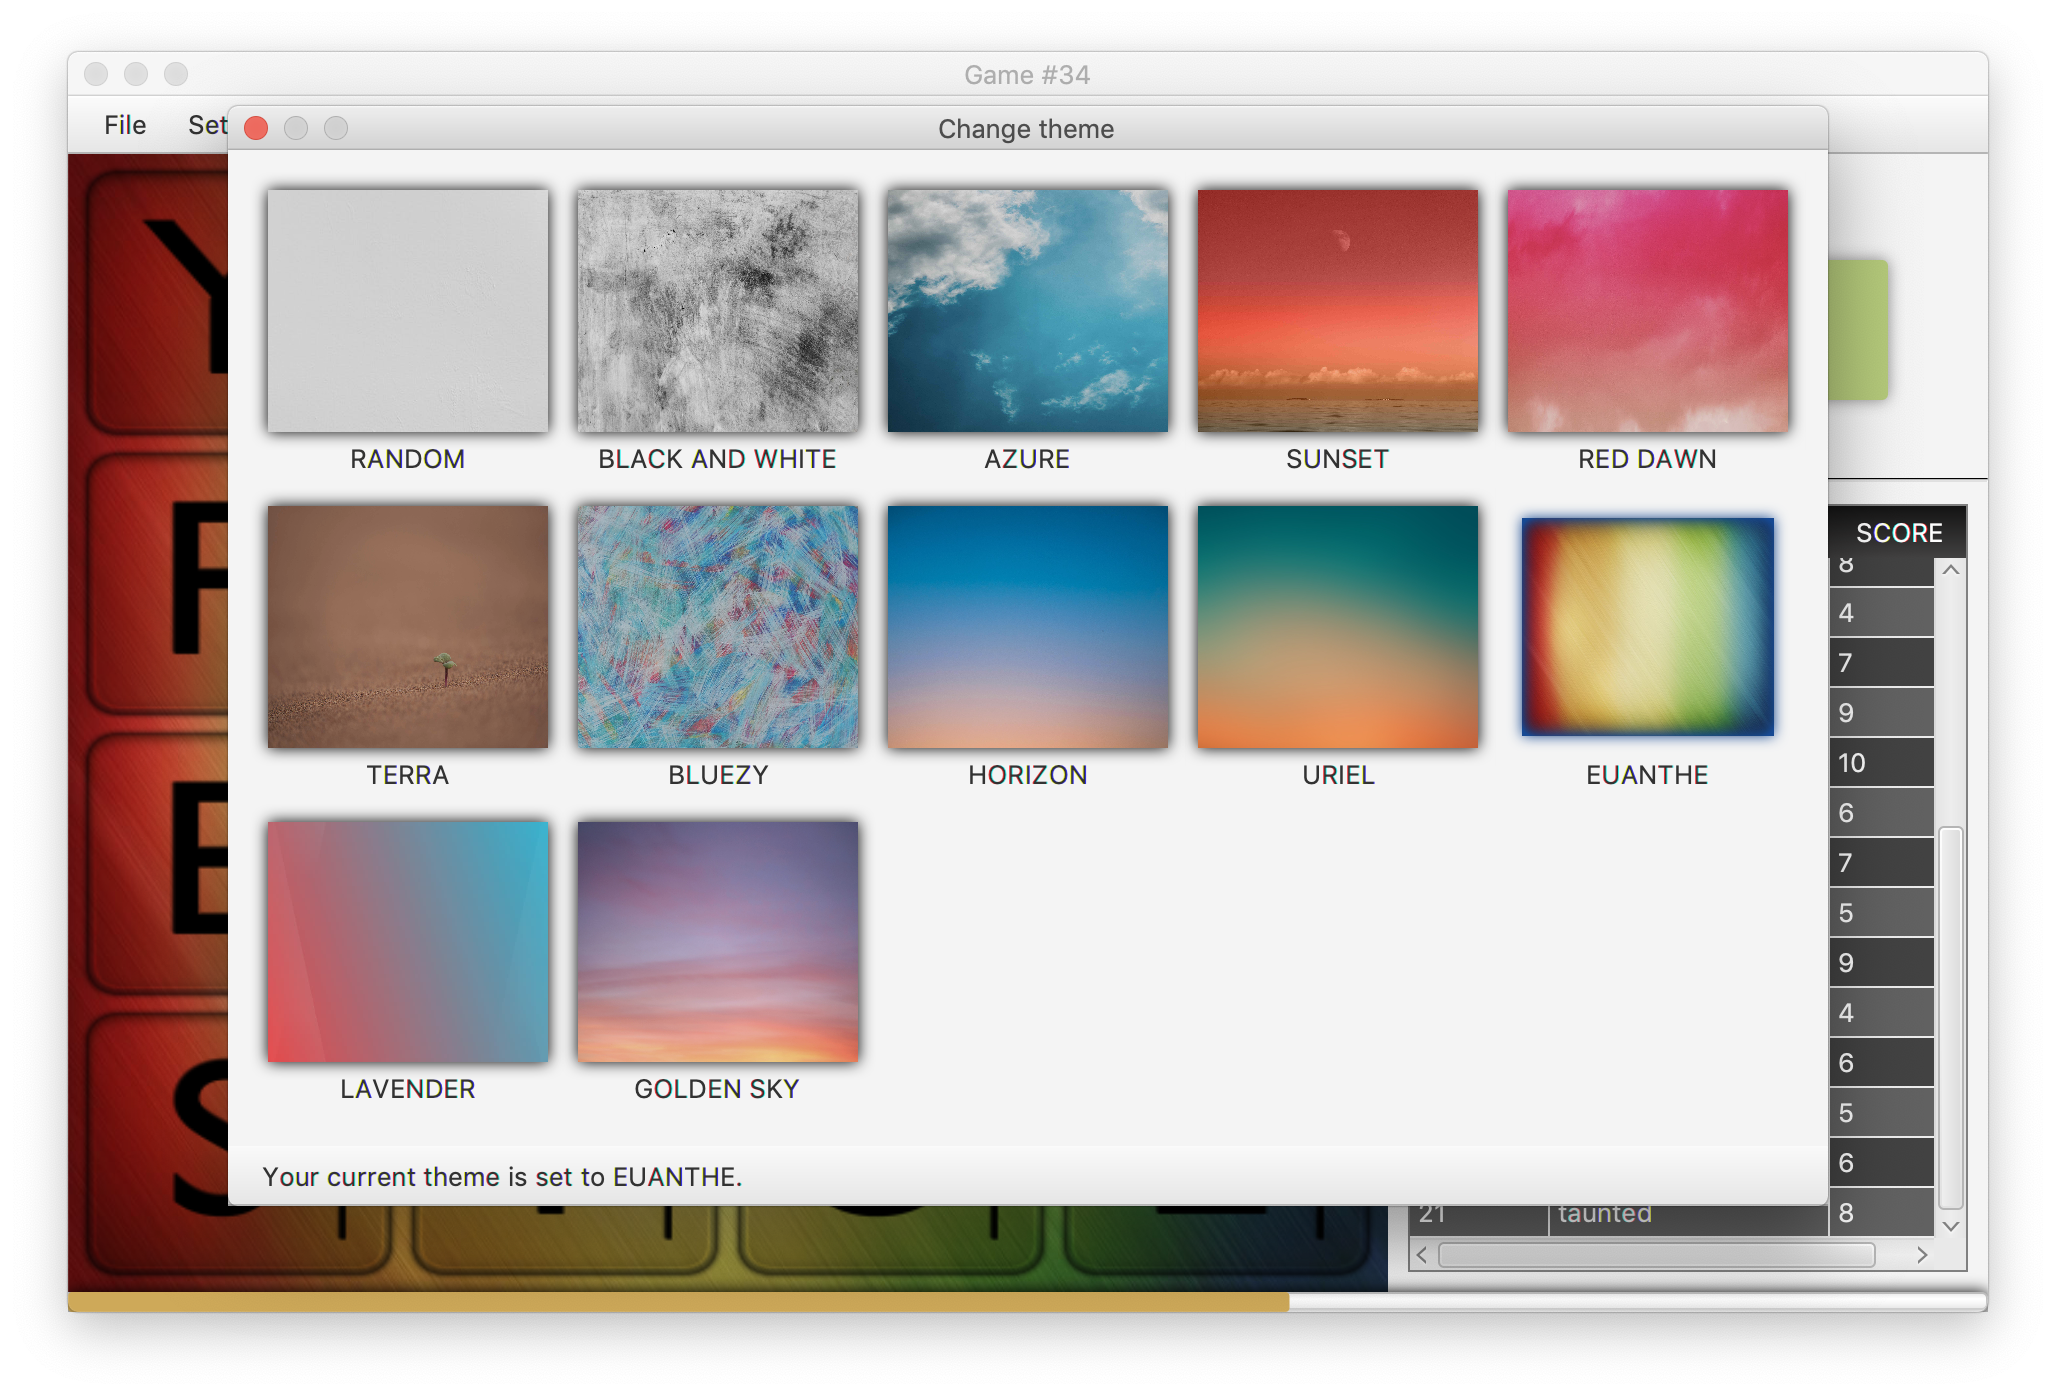 Game #34
File Set
Change theme
Y
RANDOM BLACK AND WHITE AZURE SUNSET RED DAWN
SCORE
8
4
7
9
10
TERRA BLUEZY HORIZON URIEL EUANTHE
6
7
E
5
9
4
6
LAVENDER GOLDEN SKY
5
S
6
Your current theme is set to EUANTHE.
21 taunted 8